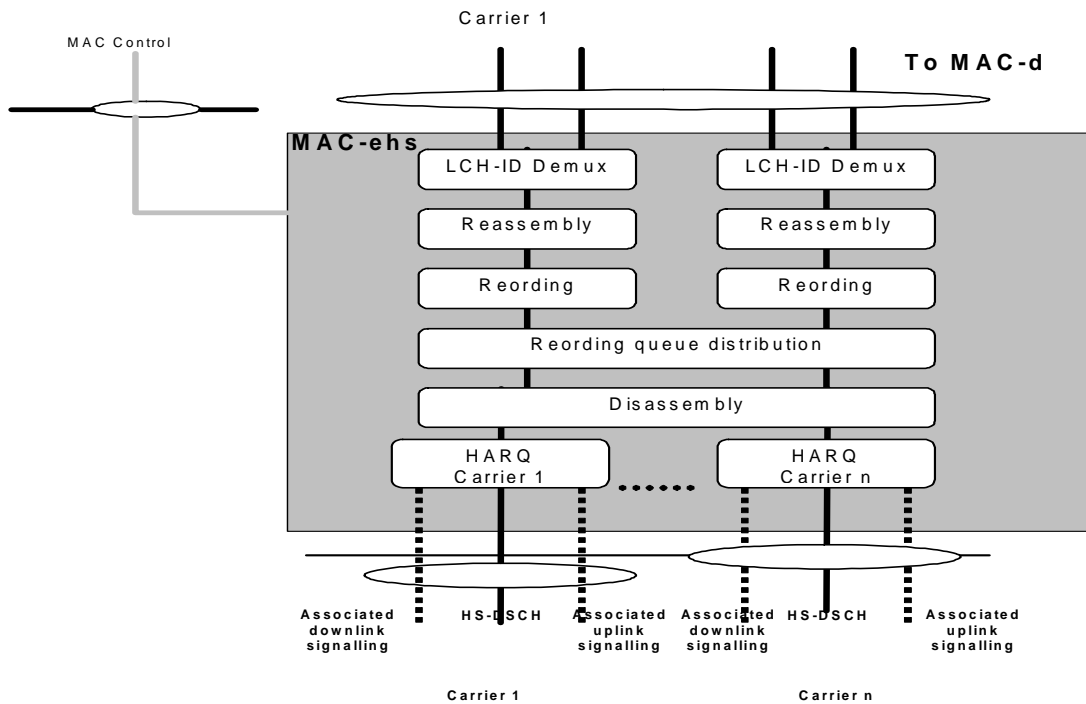 Carrier 1
MAC Control
To MAC-d
MAC-ehs
LCH-ID Demux
LCH-ID Demux
Reassembly
Reassembly
Reording
Reording
Reording queue distribution
Disassembly
HARQ
Carrier 1
HARQ
Carrier n
Associated
downlink
signalling
HS-DSCH
Associated
uplink
signalling
Associated
downlink
signalling
HS-DSCH
Associated
uplink
signalling
Carrier 1
Carrier n